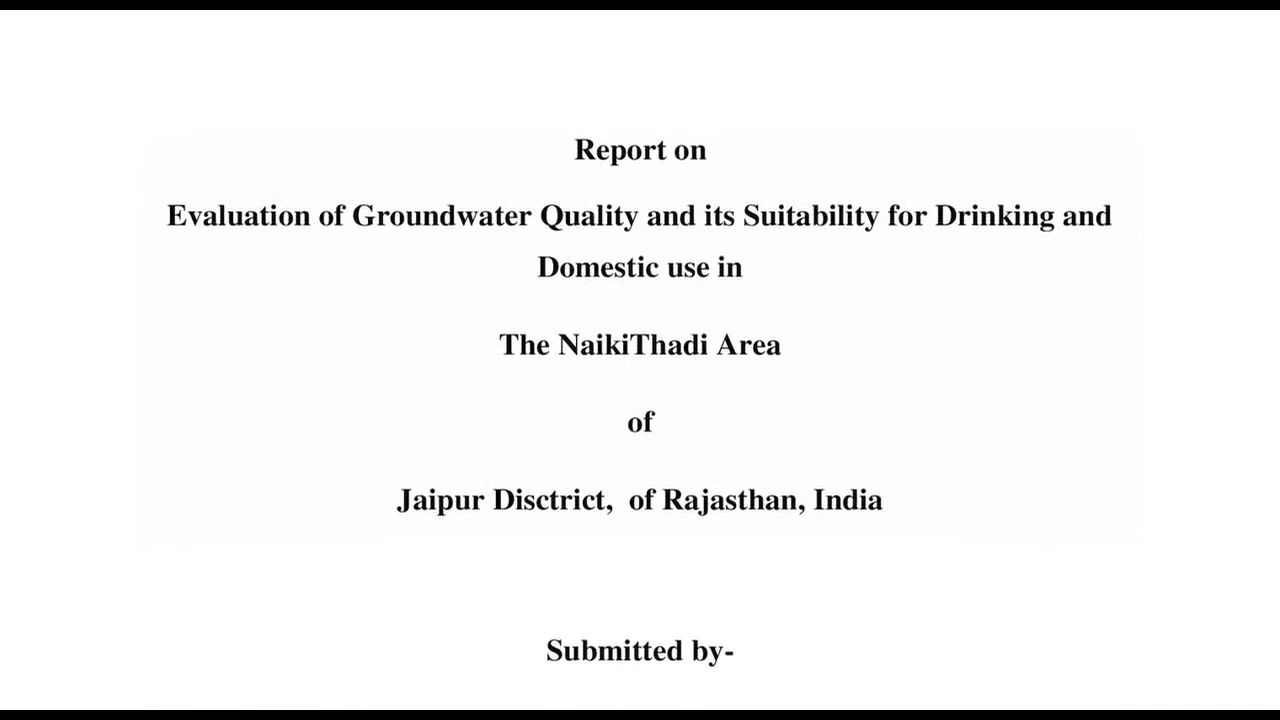 Report on
Evaluation of Groundwater Quality and its Suitability for Drinking and
Domestic use in
The NaikiThadi Area
of
Jaipur Disctrict,  of Rajasthan, India
Submitted by-